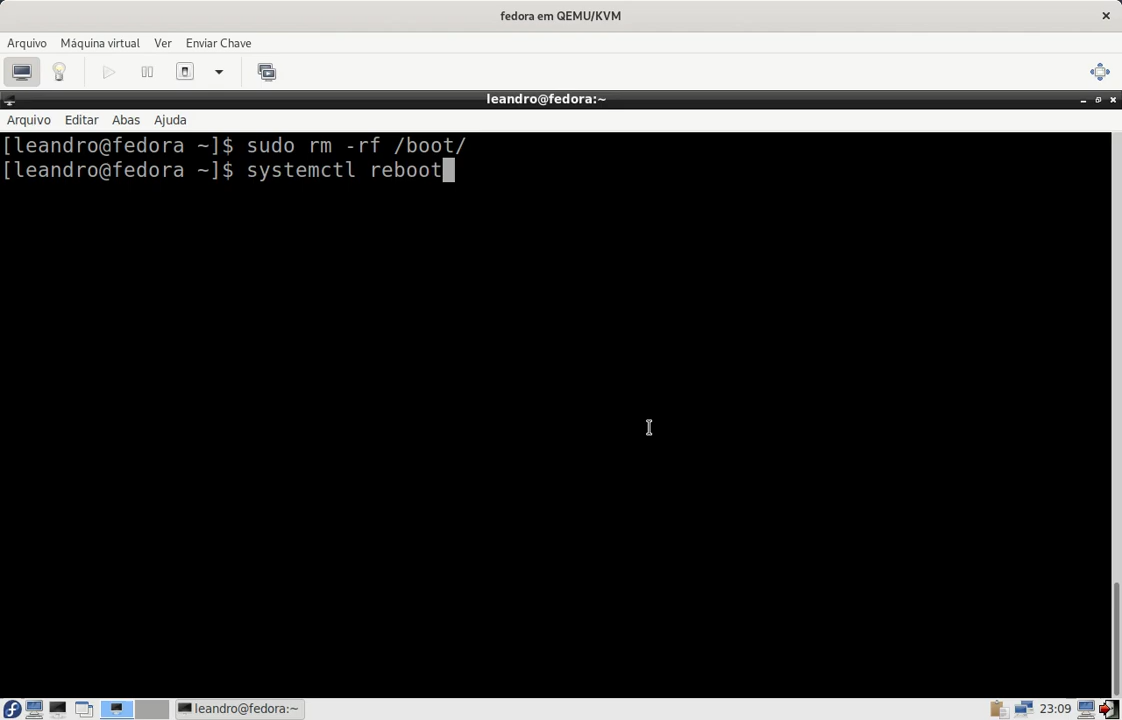 fedora em QEMU/KVM
Arquivo Máquina virtual Ver Enviar Chave
leandro@fedora:~
Arquivo Editar Abas Ajuda
[leandro@fedora ~]$ sudo rm -rf /boot/
[leandro@fedora ~]$ systemctl reboot
leandro@fedora:~
23:09